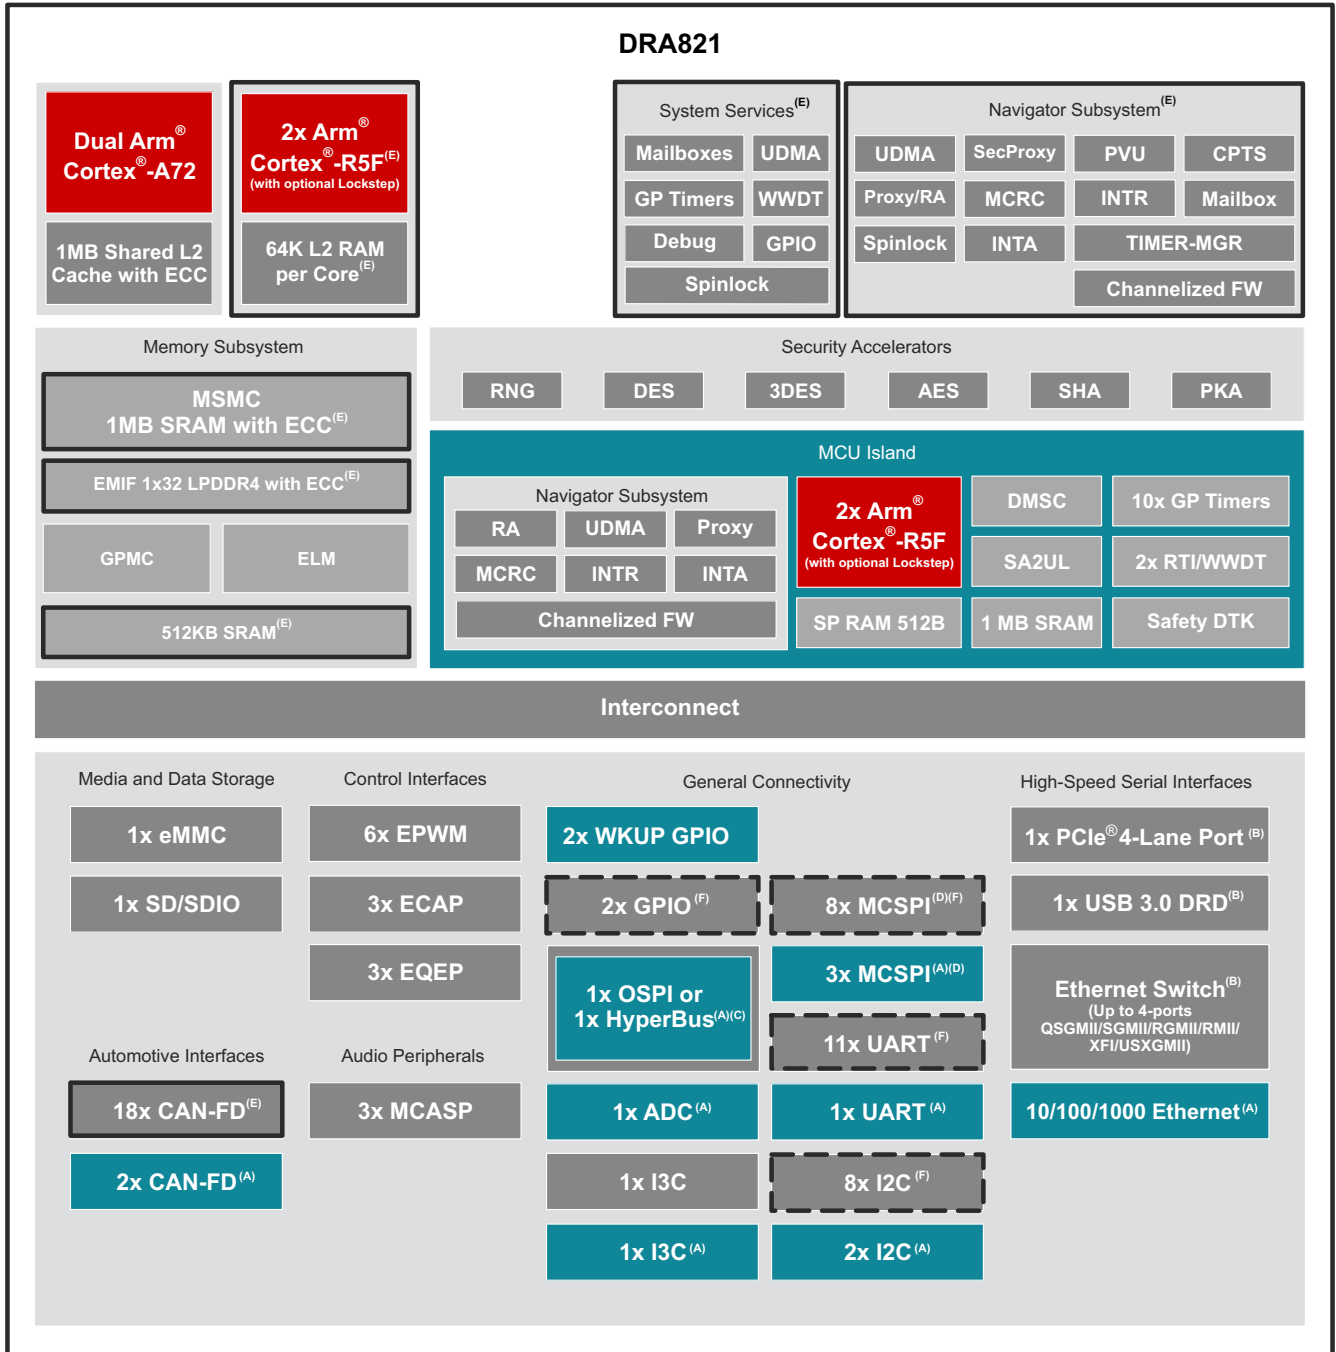 DRA821
Dual Arm®
Cortex®-A72
1MB Shared L2
Cache with ECC
2x Arm®
Cortex®-R5F(E)
(with optional Lockstep)
64K L2 RAM
per Core(E)
System Services(E)
Mailboxes UDMA
GP Timers WWDT
Debug GPIO
Spinlock
Navigator Subsystem(E)
UDMA SecProxy PVU CPTS
Proxy/RA MCRC INTR Mailbox
Spinlock INTA TIMER-MGR
Channelized FW
Memory Subsystem
MSMC
1MB SRAM with ECC(E)
EMIF 1x32 LPDDR4 with ECC(E)
GPMC ELM
512KB SRAM(E)
Security Accelerators
RNG DES 3DES AES SHA PKA
MCU Island
Navigator Subsystem
RA UDMA Proxy
MCRC INTR INTA
Channelized FW
2x Arm®
Cortex®-R5F
(with optional Lockstep)
SP RAM 512B
DMSC 10x GP Timers
SA2UL 2x RTI/WWDT
1 MB SRAM Safety DTK
Interconnect
Media and Data Storage
1x eMMC
1x SD/SDIO
Automotive Interfaces
18x CAN-FD(E)
2x CAN-FD(A)
Control Interfaces
6x EPWM
3x ECAP
3x EQEP
Audio Peripherals
3x MCASP
General Connectivity
2x WKUP GPIO
2x GPIO(F)
1x OSPI or
1x HyperBus(A)(C)
1x ADC(A)
1x I3C
1x I3C(A)
8x MCSPI(D)(F)
3x MCSPI(A)(D)
11x UART(F)
1x UART(A)
8x I2C(F)
2x I2C(A)
High-Speed Serial Interfaces
1x PCIe® 4-Lane Port(B)
1x USB 3.0 DRD(B)
Ethernet Switch(B)
(Up to 4-ports
QSGMII/SGMII/RGMII/RMII/
XFI/USXGMII)
10/100/1000 Ethernet(A)